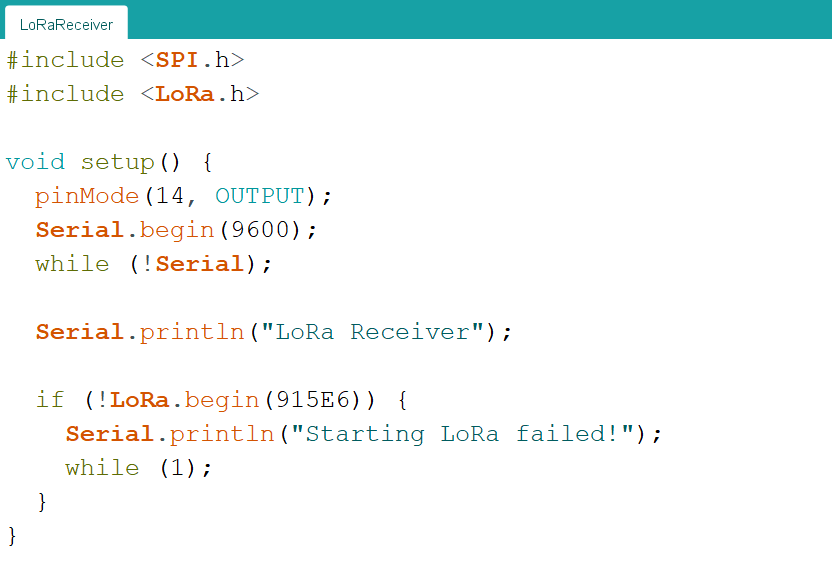 LoRaReceiver
#include <SPI.h>
#include <LoRa.h>
void setup() {
  pinMode(14, OUTPUT);
  Serial.begin(9600);
  while (!Serial);
  Serial.println("LoRa Receiver");
  if (!LoRa.begin(915E6)) {
    Serial.println("Starting LoRa failed!");
    while (1);
  }
}